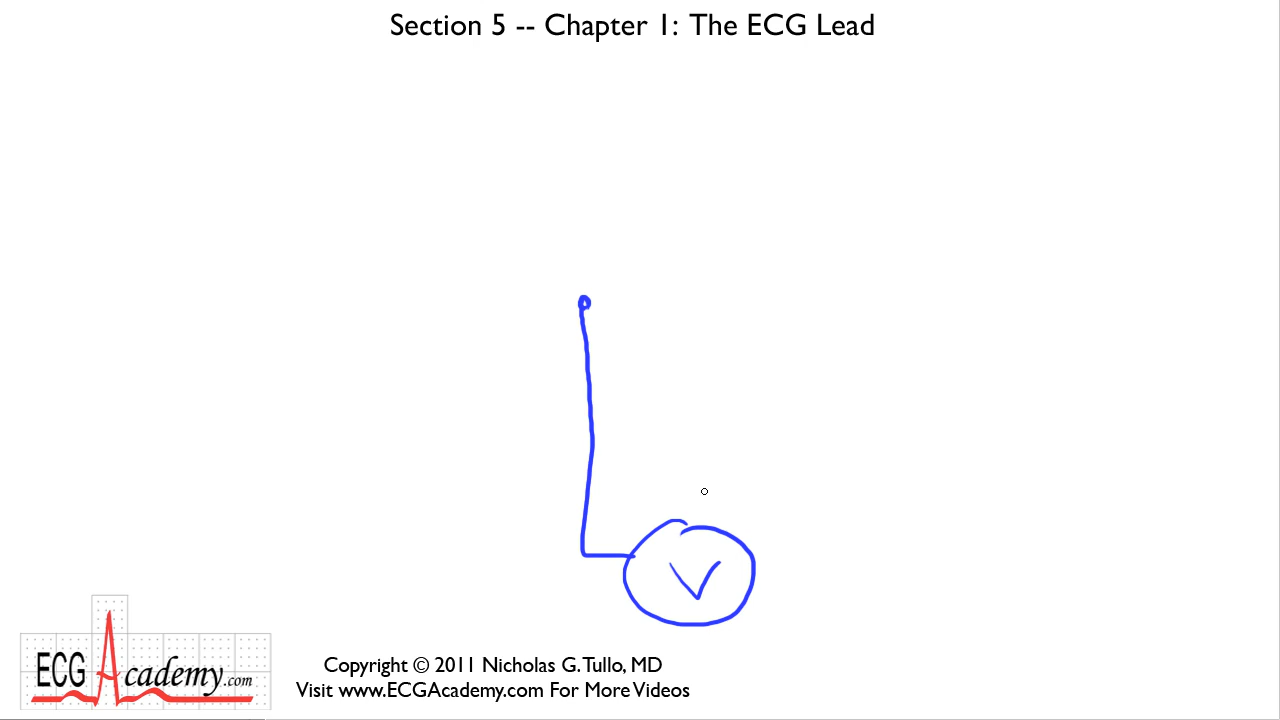 Section 5 -- Chapter 1: The ECG Lead
V
ECG Academy.com
Copyright © 2011 Nicholas G. Tullo, MD
Visit www.ECGAcademy.com For More Videos